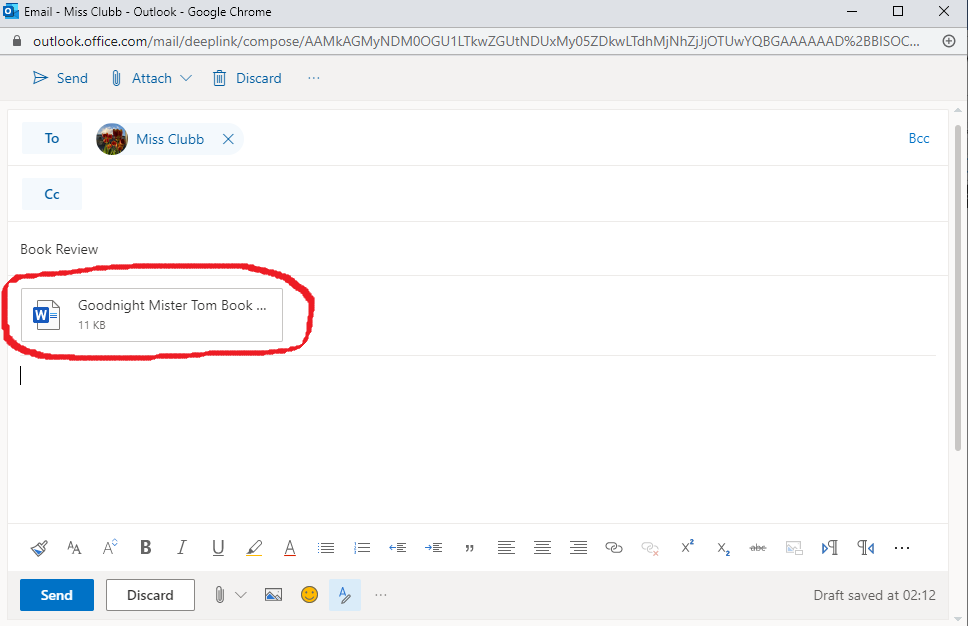 Email - Miss Clubb - Outlook - Google Chrome
outlook.office.com/mail/deeplink/compose/AAMkAGMyNDM0OGU1LTkwZGUtNDUxMy05ZDkwLTdhMjNhZjJjOTUwYQBGAAAAAAD%2BBISOC...
Send Attach Discard ...
To Miss Clubb Bcc
Cc
Book Review
W Goodnight Mister Tom Book ...
11 KB
B I U A abc ...
Send Discard ... Draft saved at 02:12